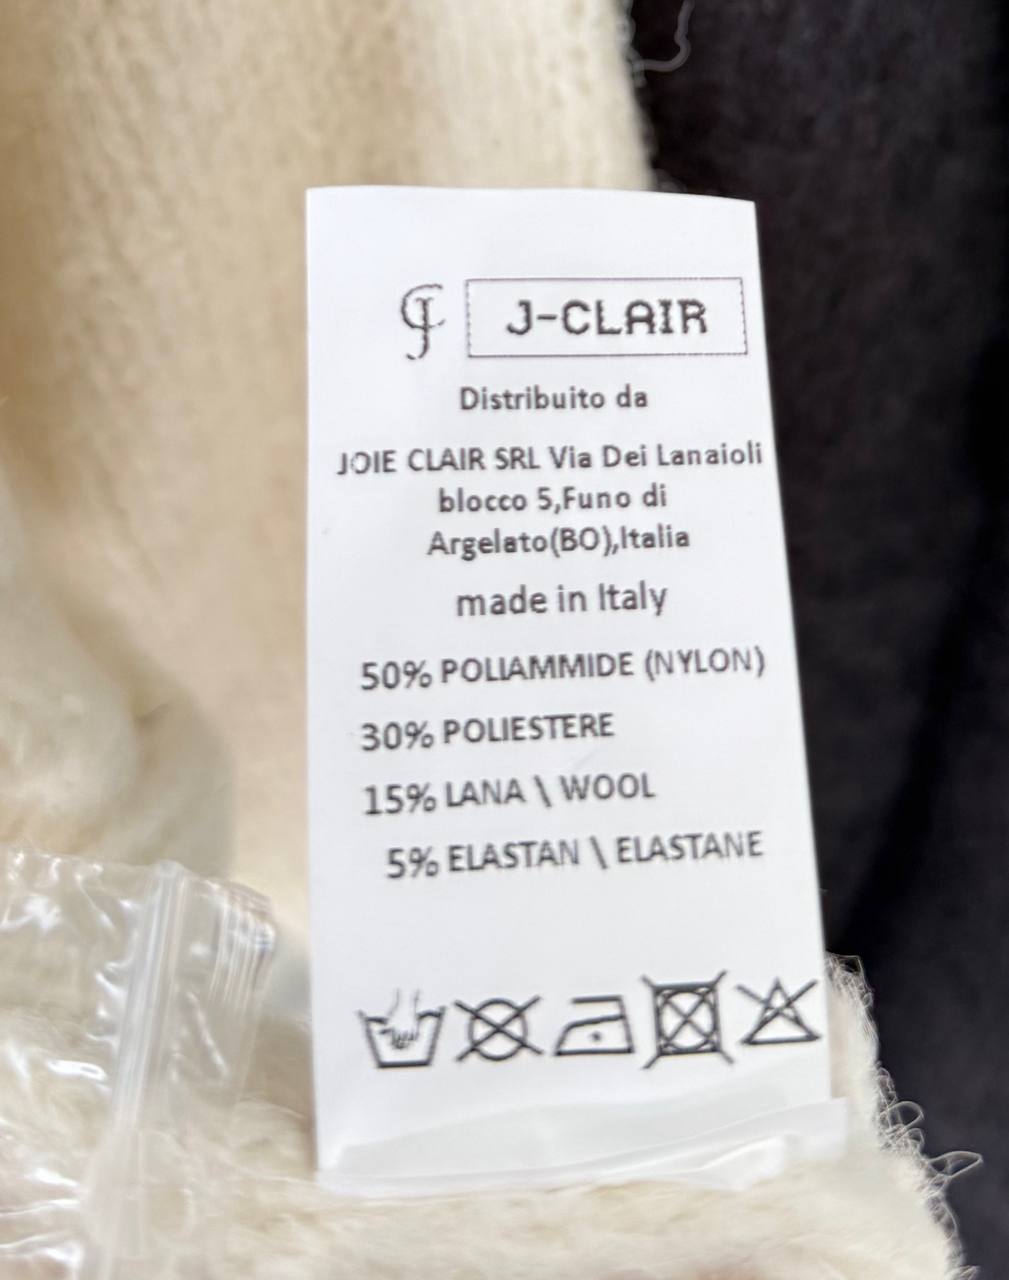 J-CLAIR
Distribuito da
JOIE CLAIR SRL Via Dei Lanaioli
blocco 5,Funo di
Argelato(BO),Italia
made in Italy
50% POLIAMMIDE (NYLON)
30% POLIESTERE
15% LANA \ WOOL
5% ELASTAN \ ELASTANE